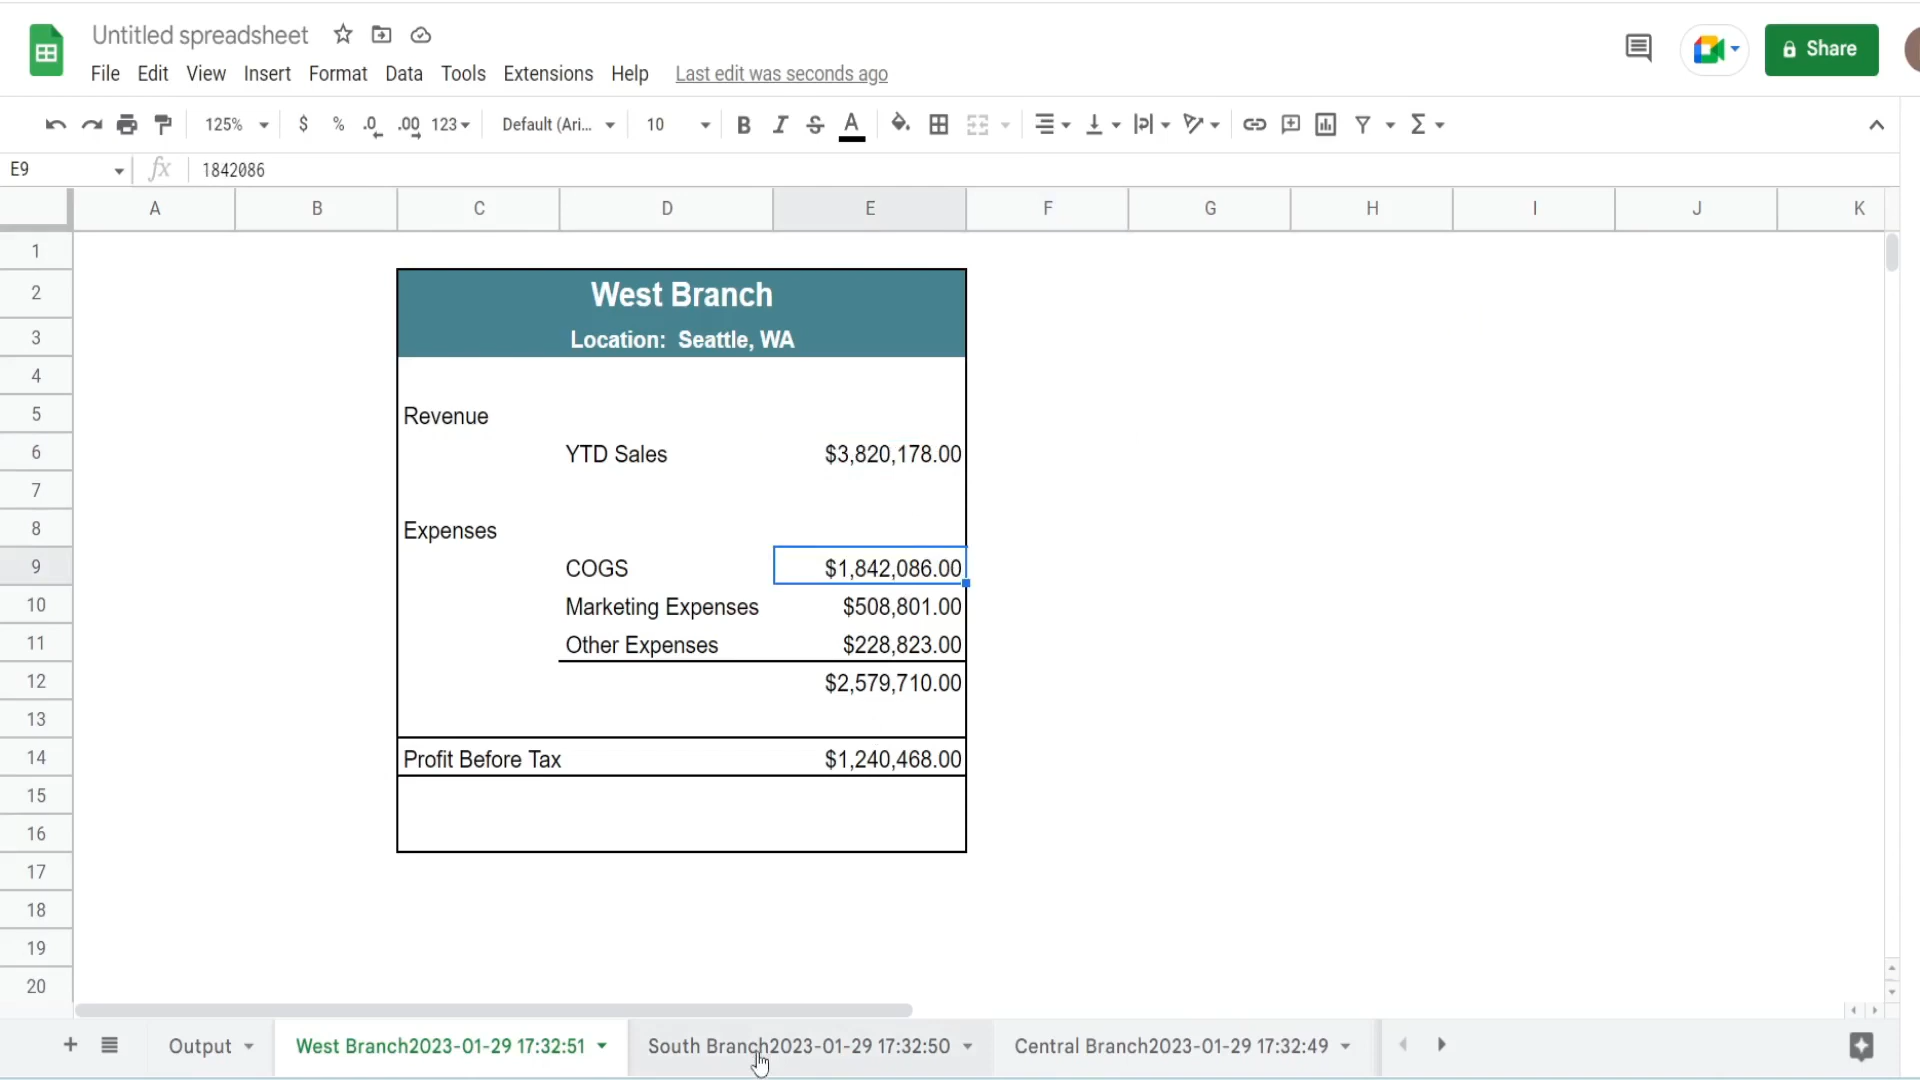 Untitled spreadsheet
File Edit View Insert Format Data Tools Extensions Help Last edit was seconds ago
Share
125% $ % .0 .00 123 Default (Ari... 10 B I S A Σ
E9 fx 1842086
A B C D E F G H I J K
1
2 West Branch
3 Location: Seattle, WA
4
5 Revenue
6 YTD Sales $3,820,178.00
7
8 Expenses
9 COGS $1,842,086.00
10 Marketing Expenses $508,801.00
11 Other Expenses $228,823.00
12 $2,579,710.00
13
14 Profit Before Tax $1,240,468.00
15
16
17
18
19
20
+ Output West Branch2023-01-29 17:32:51 South Branch2023-01-29 17:32:50 Central Branch2023-01-29 17:32:49